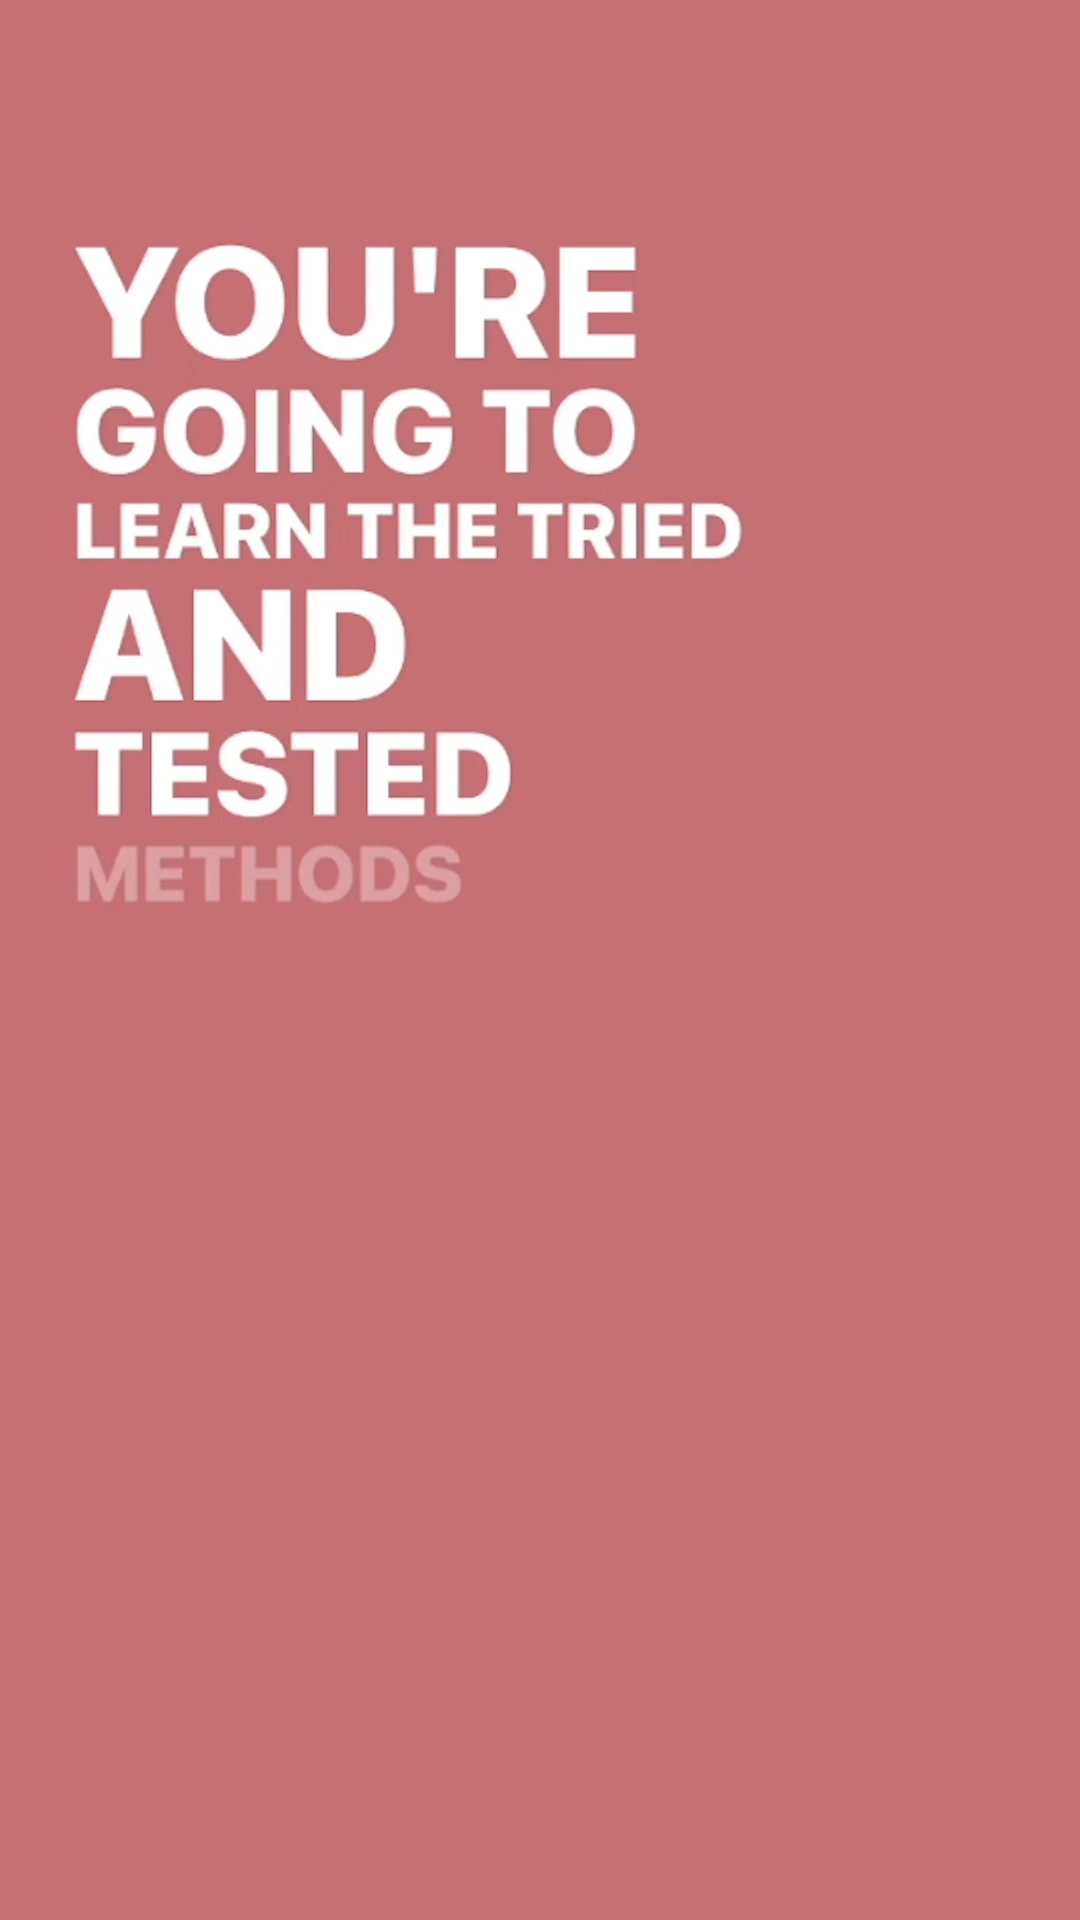 YOU'RE
GOING TO
LEARN THE TRIED
AND
TESTED
METHODS